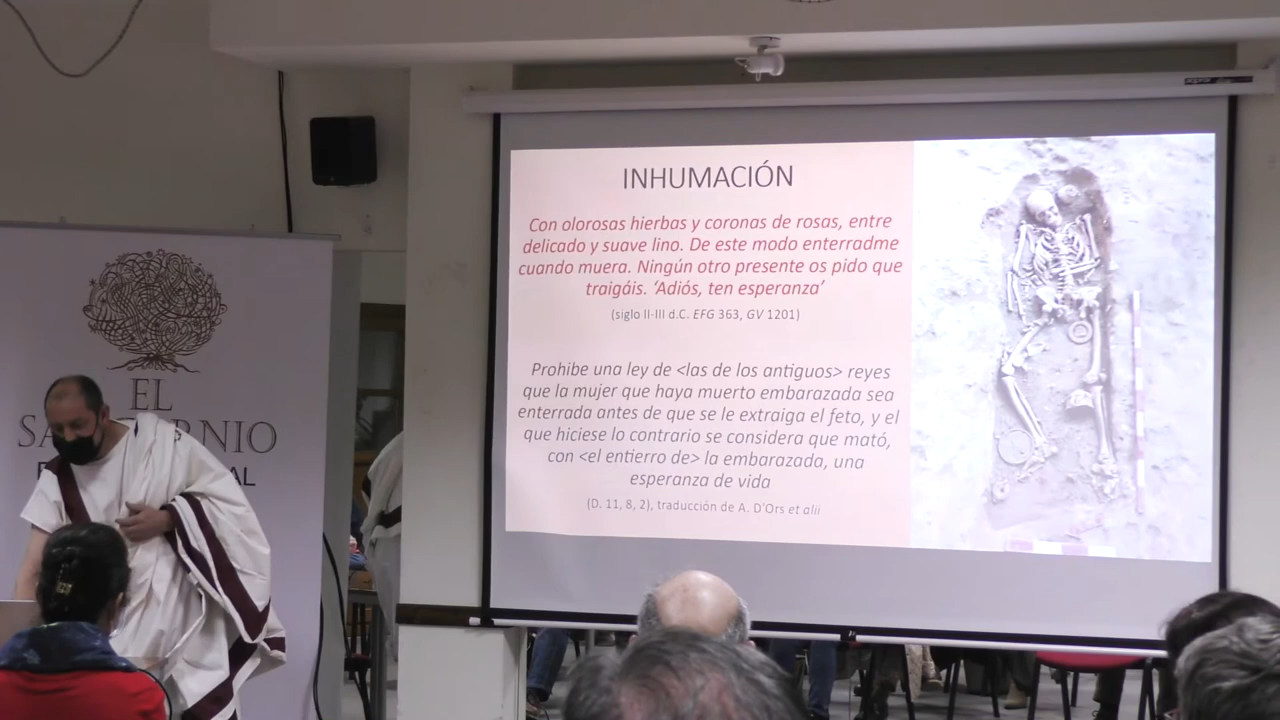 EL
INHUMACIÓN
Con olorosas hierbas y coronas de rosas, entre
delicado y suave lino. De este modo enterradme
cuando muera. Ningún otro presente os pido que
traigáis. ‘Adiós, ten esperanza’
(siglo II-III d.C. EFG 363, GV 1201)
Prohibe una ley de <las de los antiguos> reyes
que la mujer que haya muerto embarazada sea
enterrada antes de que se le extraiga el feto, y el
que hiciese lo contrario se considera que mató,
con <el entierro de> la embarazada, una
esperanza de vida
(D. 11, 8, 2), traducción de A. D'Ors et alii